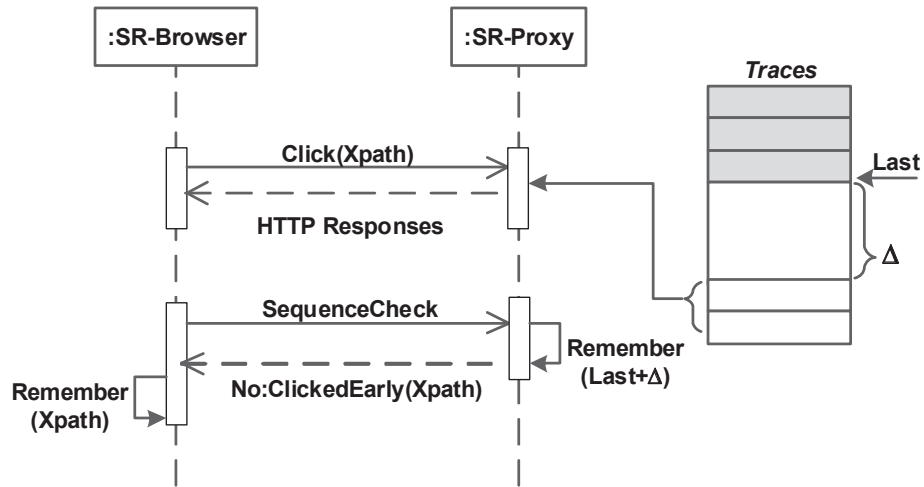 :SR-Browser
:SR-Proxy
Traces
Click(Xpath)
Last
HTTP Responses
Δ
SequenceCheck
Remember
(Last+Δ)
No:ClickedEarly(Xpath)
Remember
(Xpath)